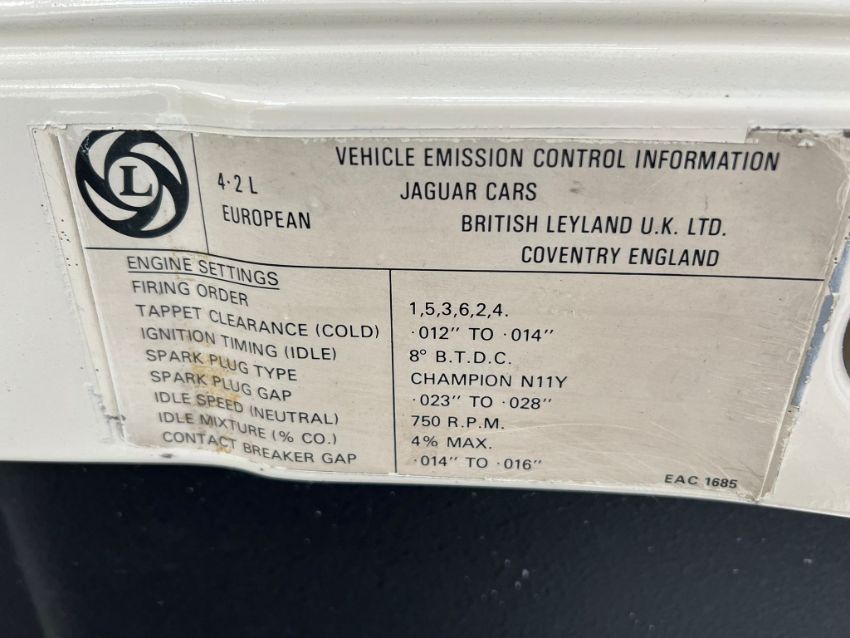 VEHICLE EMISSION CONTROL INFORMATION
L
4·2 L
JAGUAR CARS
EUROPEAN
BRITISH LEYLAND U.K. LTD.
COVENTRY ENGLAND
ENGINE SETTINGS
FIRING ORDER 1,5,3,6,2,4.
TAPPET CLEARANCE (COLD) ·012" TO ·014"
IGNITION TIMING (IDLE) 8° B.T.D.C.
SPARK PLUG TYPE CHAMPION N11Y
SPARK PLUG GAP ·023" TO ·028"
IDLE SPEED (NEUTRAL) 750 R.P.M.
IDLE MIXTURE (% CO.) 4% MAX.
CONTACT BREAKER GAP ·014" TO ·016"
EAC 1685